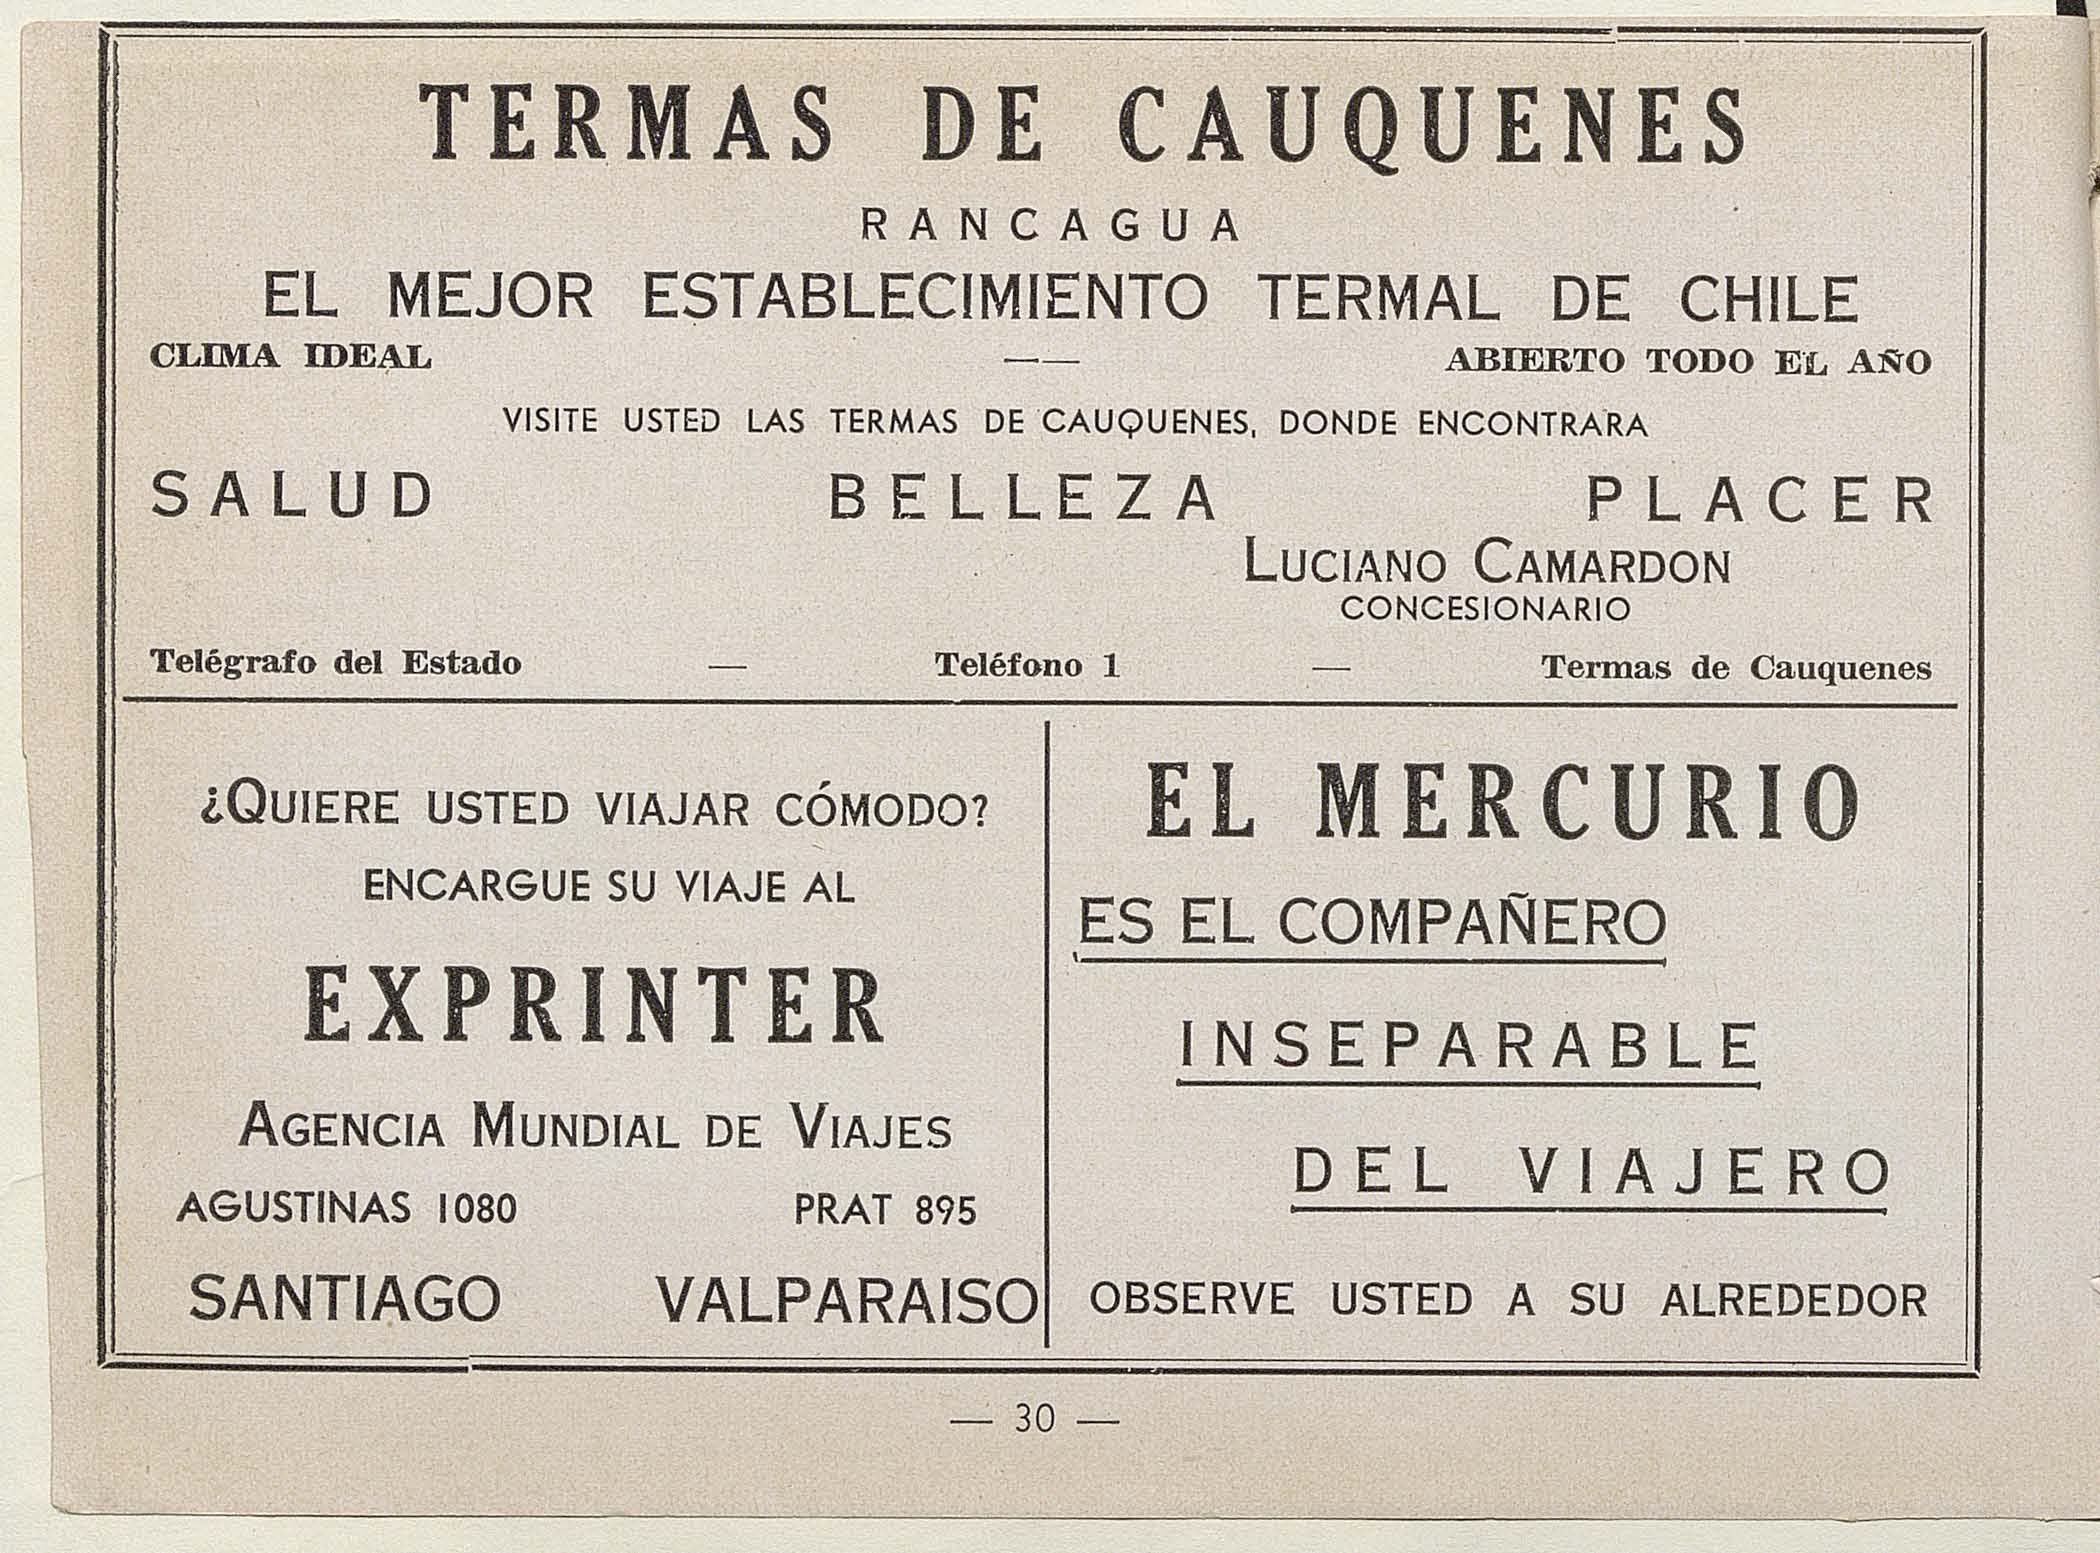 TERMAS DE CAUQUENES
RANCAGUA
EL MEJOR ESTABLECIMIENTO TERMAL DE CHILE
CLIMA IDEAL —— ABIERTO TODO EL AÑO
VISITE USTED LAS TERMAS DE CAUQUENES, DONDE ENCONTRARA
SALUD BELLEZA PLACER
LUCIANO CAMARDON
CONCESIONARIO
Telégrafo del Estado — Teléfono 1 — Termas de Cauquenes
¿QUIERE USTED VIAJAR CÓMODO?
ENCARGUE SU VIAJE AL
EXPRINTER
AGENCIA MUNDIAL DE VIAJES
AGUSTINAS 1080 PRAT 895
SANTIAGO VALPARAISO
EL MERCURIO
ES EL COMPAÑERO
INSEPARABLE
DEL VIAJERO
OBSERVE USTED A SU ALREDEDOR
— 30 —